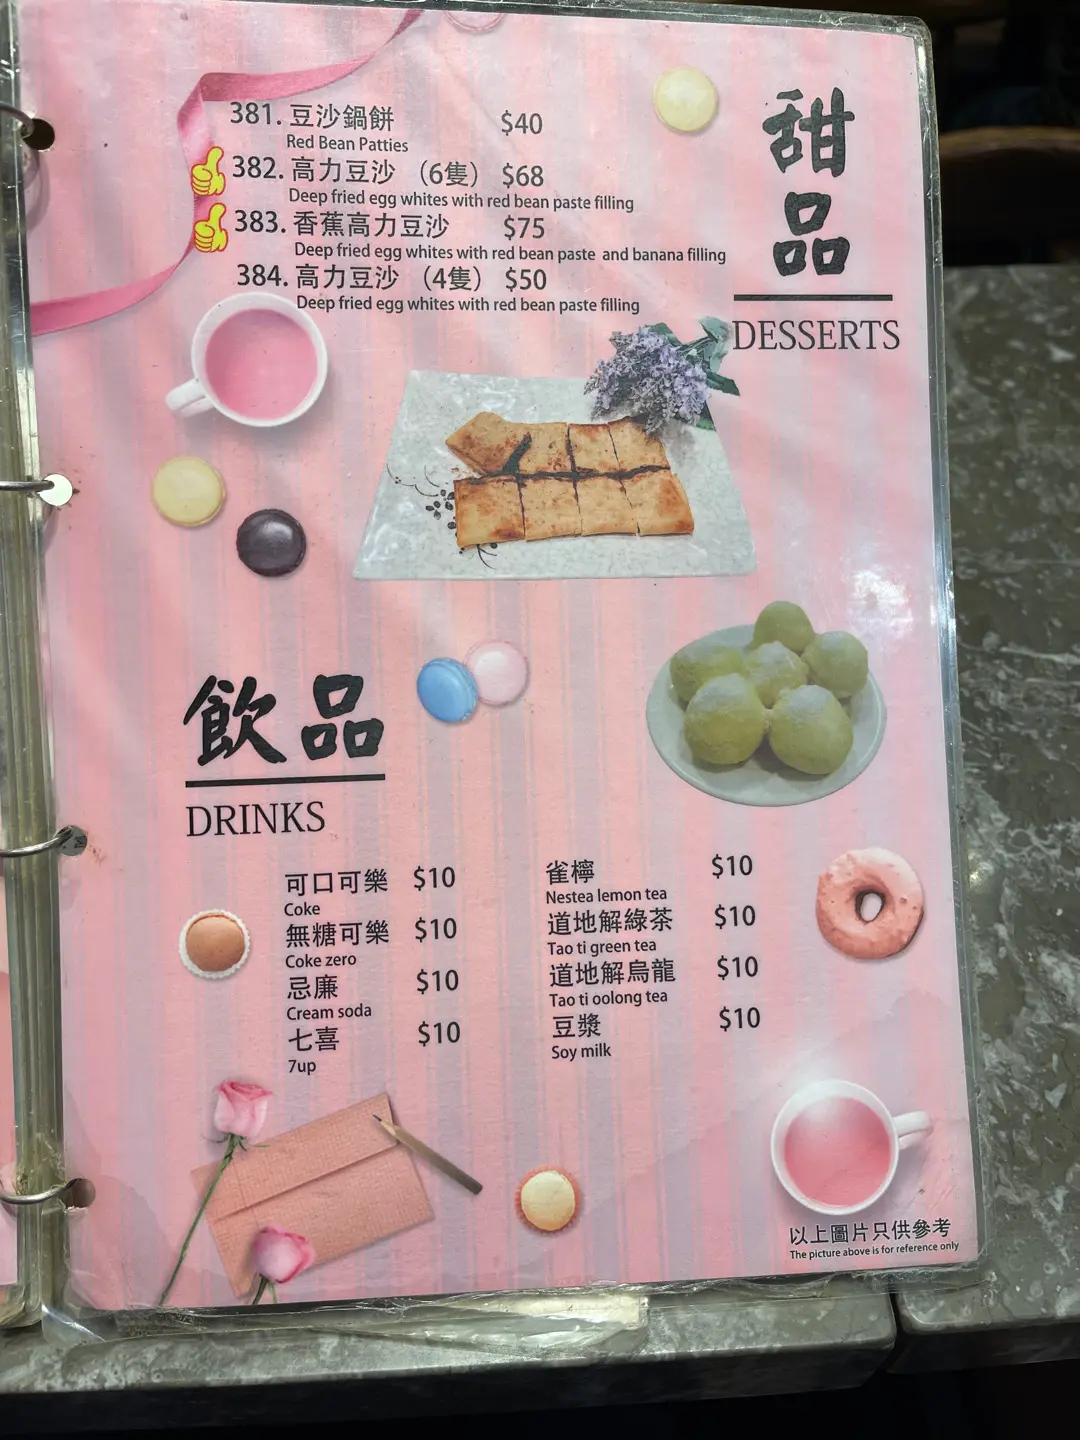 甜品
DESSERTS
381. 豆沙鍋餅 $40
Red Bean Patties
382. 高力豆沙 （6隻） $68
Deep fried egg whites with red bean paste filling
383. 香蕉高力豆沙 $75
Deep fried egg whites with red bean paste and banana filling
384. 高力豆沙 （4隻） $50
Deep fried egg whites with red bean paste filling
飲品
DRINKS
可口可樂 $10
Coke
無糖可樂 $10
Coke zero
忌廉 $10
Cream soda
七喜 $10
7up
雀檸 $10
Nestea lemon tea
道地解綠茶 $10
Tao ti green tea
道地解烏龍 $10
Tao ti oolong tea
豆漿 $10
Soy milk
以上圖片只供參考
The picture above is for reference only